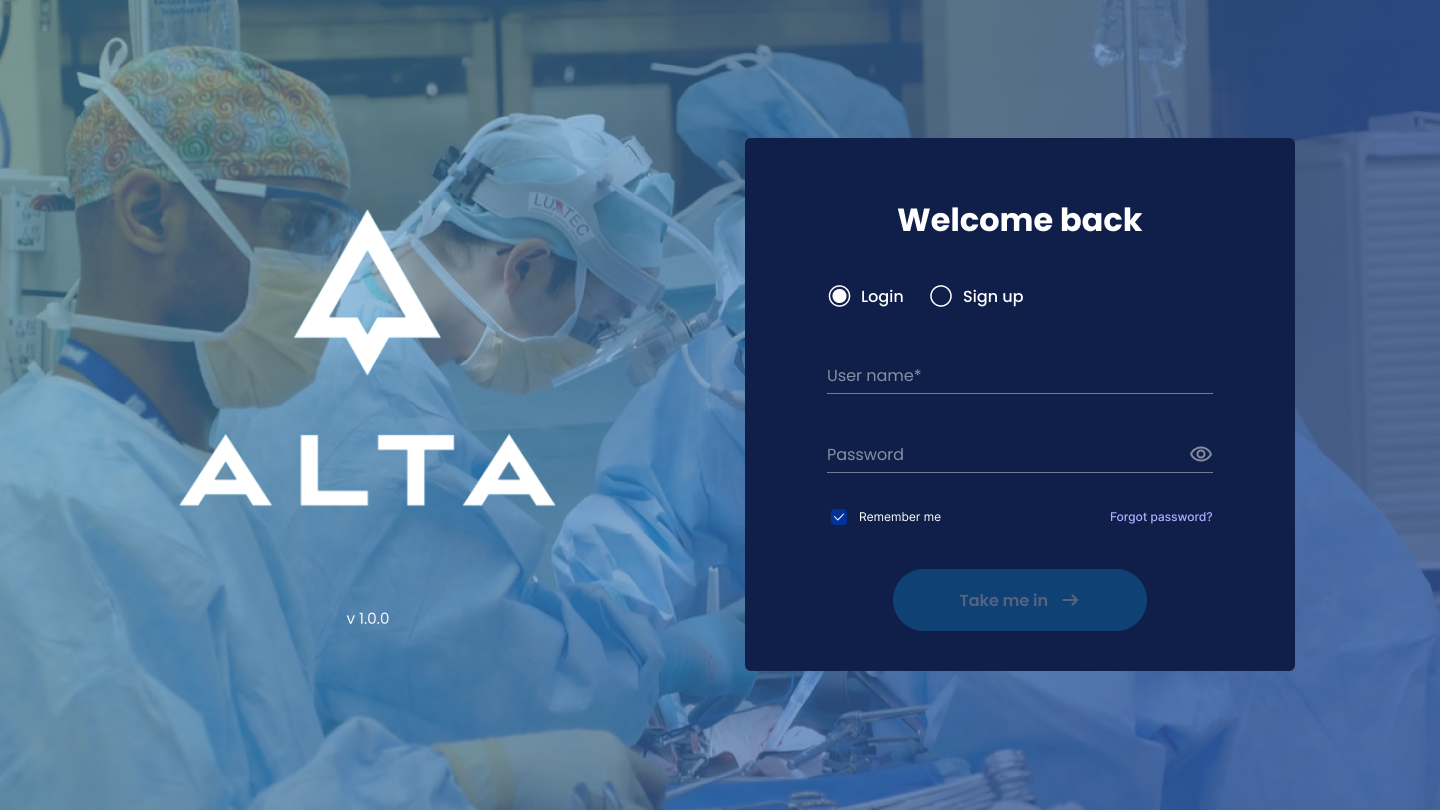 LUXTEC
ALTA
v 1.0.0
Welcome back
Login
Sign up
User name*
Password
Remember me
Forgot password?
Take me in